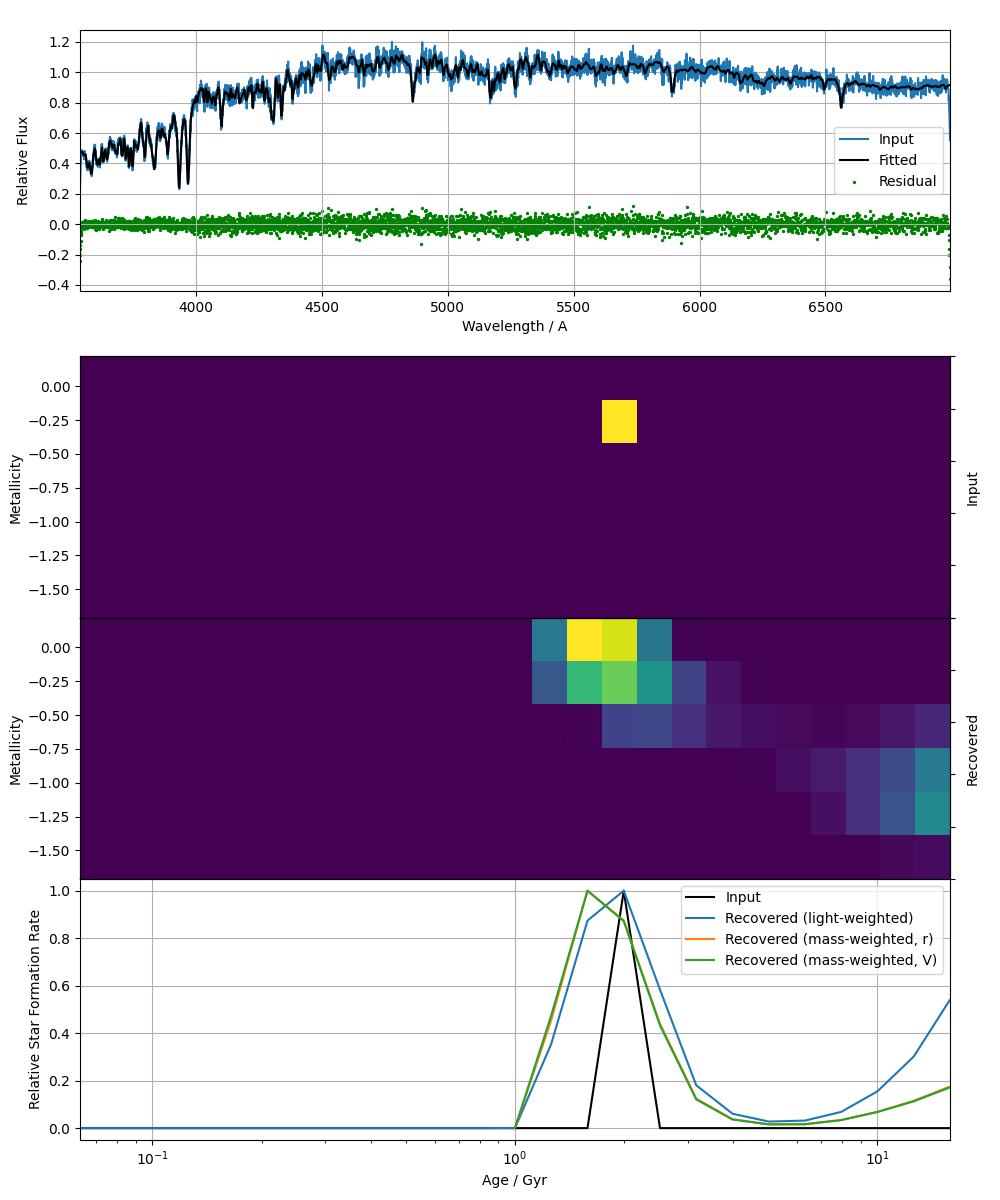 1.2
1.0
0.8
0.6
0.4
0.2
0.0
−0.2
−0.4
Relative Flux
Input
Fitted
Residual
4000
4500
5000
5500
6000
6500
Wavelength / A
0.00
−0.25
−0.50
−0.75
−1.00
−1.25
−1.50
Metallicity
Input
0.00
−0.25
−0.50
−0.75
−1.00
−1.25
−1.50
Metallicity
Recovered
1.0
0.8
0.6
0.4
0.2
0.0
Relative Star Formation Rate
Input
Recovered (light-weighted)
Recovered (mass-weighted, r)
Recovered (mass-weighted, V)
10⁻¹
10⁰
10¹
Age / Gyr